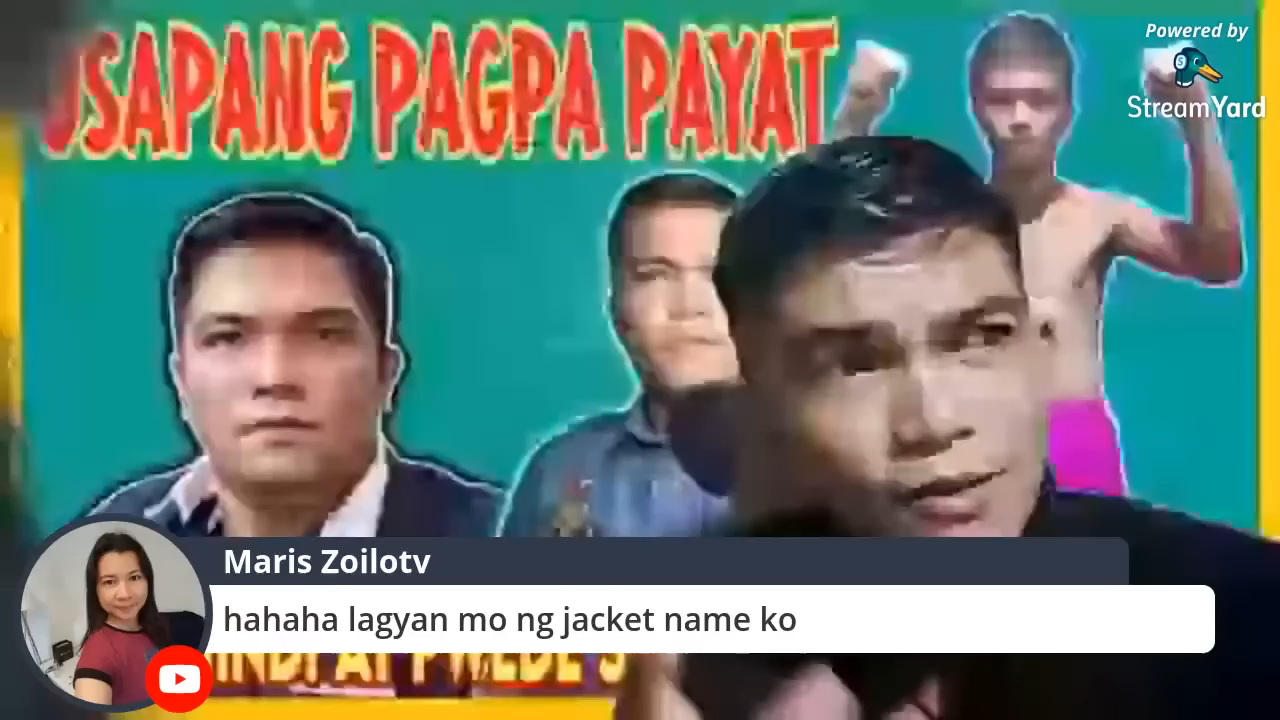 USAPANG PAGPA PAYAT
Powered by
StreamYard
Maris Zoilotv
hahaha lagyan mo ng jacket name ko